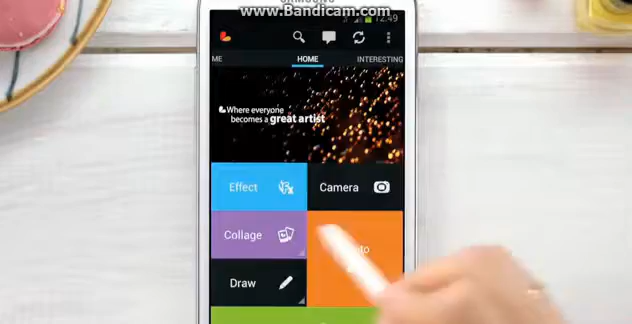 www.Bandicam.com
SAMSUNG
12:49
ME
HOME
INTERESTING
Where everyone
becomes a great artist
Effect
Camera
Collage
Draw